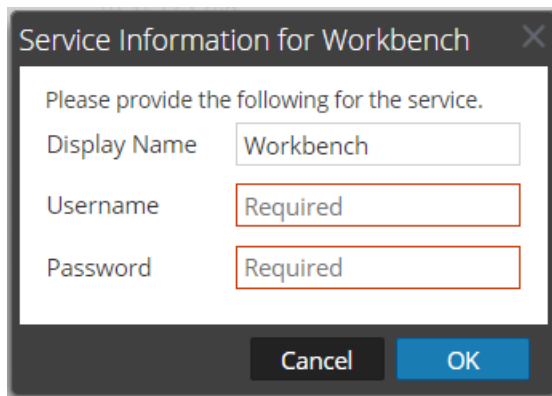 Service Information for Workbench
Please provide the following for the service.
Display Name Workbench
Username Required
Password Required
Cancel OK